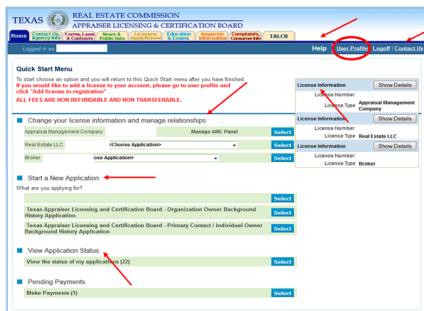 TEXAS REAL ESTATE COMMISSION
APPRAISER LICENSING & CERTIFICATION BOARD
Home Contact Us, Agency Info Forms, Laws & Contracts News & Public Data Licensing Apply/Renew Education & Exams Inspector Information Complaints, Consumer Info TALCB
Logged in as: Help User Profile Logoff | Contact Us
Quick Start Menu
To start choose an option and you will return to this Quick Start menu after you have finished.
If you would like to add a license to your account, please go to user profile and
click "Add license to registration"
ALL FEES ARE NON REFUNDABLE AND NON TRANSFERABLE.
License Information Show Details
License Number:
License Type Appraisal Management Company
License Information Show Details
License Number:
License Type Real Estate LLC
License Information Show Details
License Number:
License Type Broker
Change your license information and manage relationships
Appraisal Management Company Manage AMC Panel Select
Real Estate LLC <Choose Application> Select
Broker ose Application> Select
Start a New Application
What are you applying for?
Select
Texas Appraiser Licensing and Certification Board - Organization Owner Background
History Application Select
Texas Appraiser Licensing and Certification Board - Primary Contact / Individual Owner
Background History Application Select
View Application Status
View the status of my applications (22) Select
Pending Payments
Make Payments (1) Select